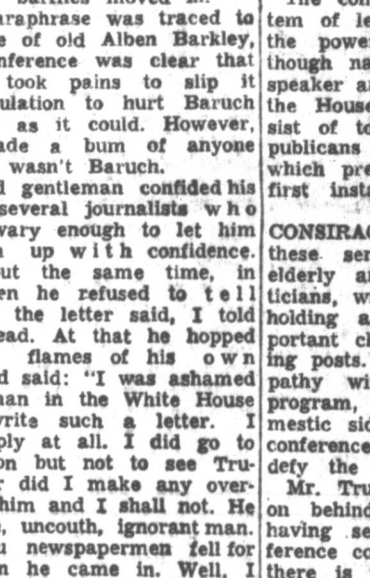 araphrase was traced to
e of old Alben Barkley,
nference was clear that
took pains to slip it
ulation to hurt Baruch
as it could. However,
ade a bum of anyone
wasn't Baruch.
d gentleman confided his
several journalists who
wary enough to let him
up with confidence.
out the same time, in
en he refused to tell
the letter said, I told
ead. At that he hopped
flames of his own
d said: "I was ashamed
man in the White House
write such a letter. I
ply at all. I did go to
on but not to see Tru-
r did I make any over-
him and I shall not. He
, uncouth, ignorant man.
u newspapermen fell for
n he came in. Well, I
tem of le
the powe
though na
speaker a
the House
sist of to
publicans
which pre
first insta
CONSIRAC
these sen
elderly a
ticians, w
holding a
portant c
ing posts.
pathy wi
program,
mestic sid
conference
defy the
Mr. Tru
on behind
having se
ference co
there is